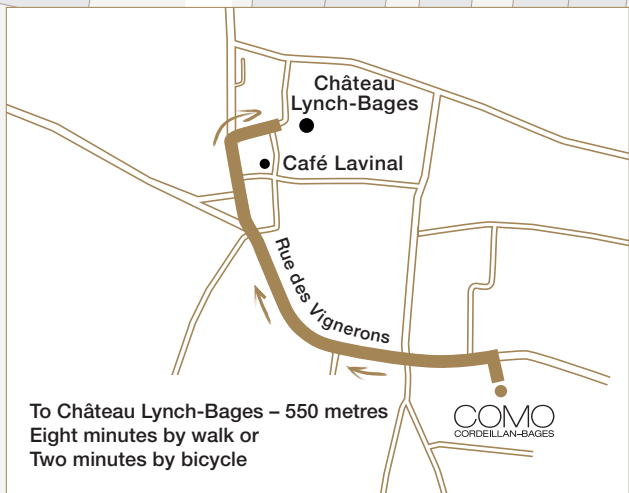 Château
Lynch-Bages
Café Lavinal
Rue des Vignerons
To Château Lynch-Bages – 550 metres
Eight minutes by walk or
Two minutes by bicycle
COMO
CORDEILLAN-BAGES